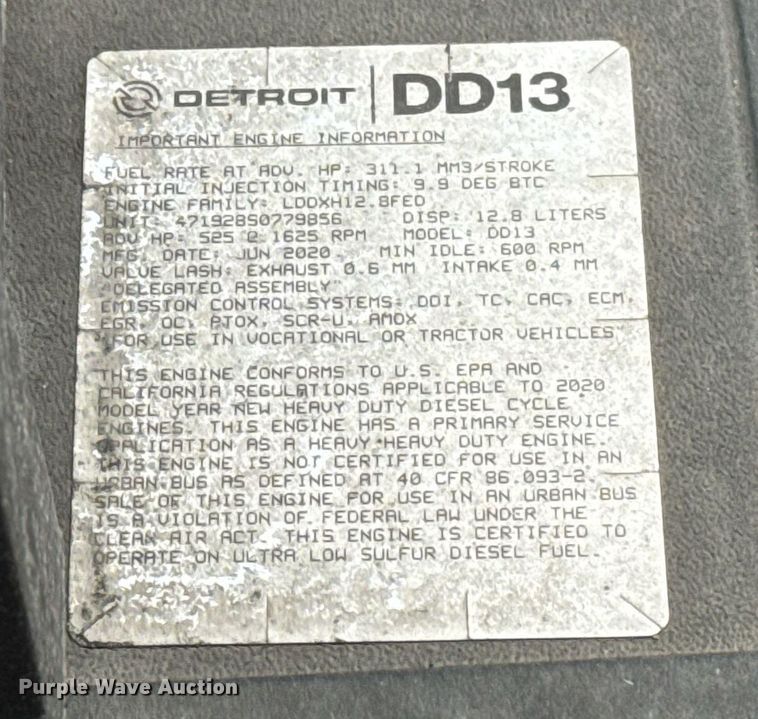 DETROIT | DD13
IMPORTANT ENGINE INFORMATION
FUEL RATE AT ADV. HP: 311.1 MM3/STROKE
INITIAL INJECTION TIMING: 9.9 DEG BTC
ENGINE FAMILY: LDDXH12.8FED
UNIT: 471928S0779856 DISP: 12.8 LITERS
ADV HP: 525 @ 1625 RPM MODEL: DD13
MFG. DATE: JUN 2020 MIN IDLE: 600 RPM
VALVE LASH: EXHAUST 0.6 MM INTAKE 0.4 MM
"DELEGATED ASSEMBLY"
EMISSION CONTROL SYSTEMS: DDI, TC, CAC, ECM,
EGR, OC, PTOX, SCR-U, AMOX
"FOR USE IN VOCATIONAL OR TRACTOR VEHICLES"
THIS ENGINE CONFORMS TO U.S. EPA AND
CALIFORNIA REGULATIONS APPLICABLE TO 2020
MODEL YEAR NEW HEAVY DUTY DIESEL CYCLE
ENGINES. THIS ENGINE HAS A PRIMARY SERVICE
APPLICATION AS A HEAVY-HEAVY DUTY ENGINE.
THIS ENGINE IS NOT CERTIFIED FOR USE IN AN
URBAN BUS AS DEFINED AT 40 CFR 86.093-2.
SALE OF THIS ENGINE FOR USE IN AN URBAN BUS
IS A VIOLATION OF FEDERAL LAW UNDER THE
CLEAN AIR ACT. THIS ENGINE IS CERTIFIED TO
OPERATE ON ULTRA LOW SULFUR DIESEL FUEL.
Purple Wave Auction